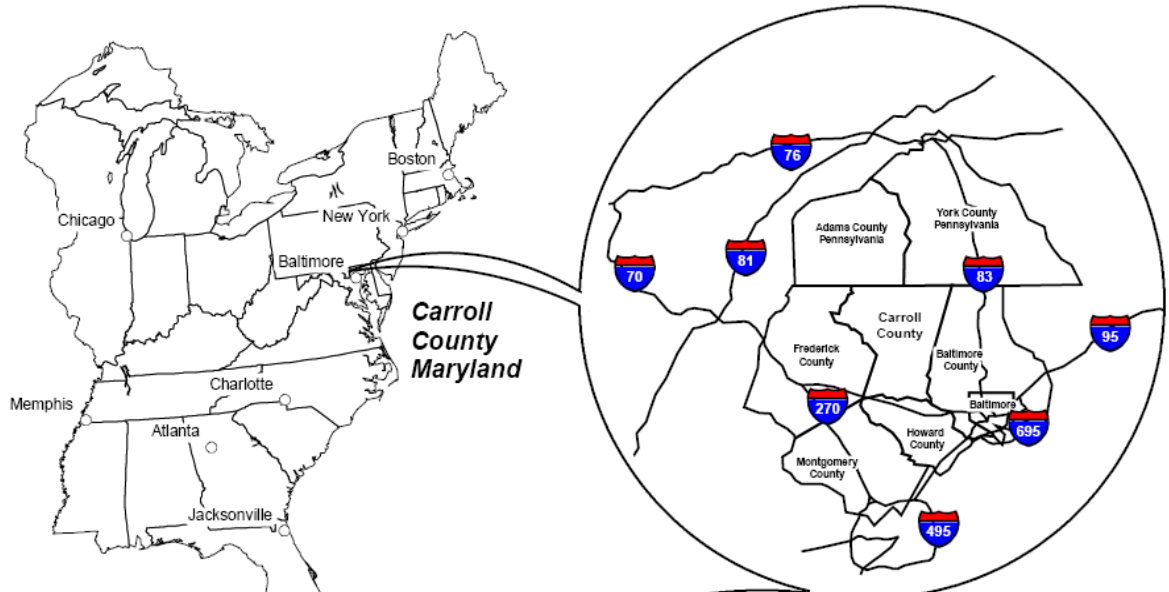 Boston
Chicago
New York
Baltimore
Carroll
County
Maryland
Charlotte
Memphis
Atlanta
Jacksonville
76
Adams County
Pennsylvania
York County
Pennsylvania
81
70
83
Carroll
County
95
Frederick
County
Baltimore
County
270
Baltimore
695
Howard
County
Montgomery
County
495